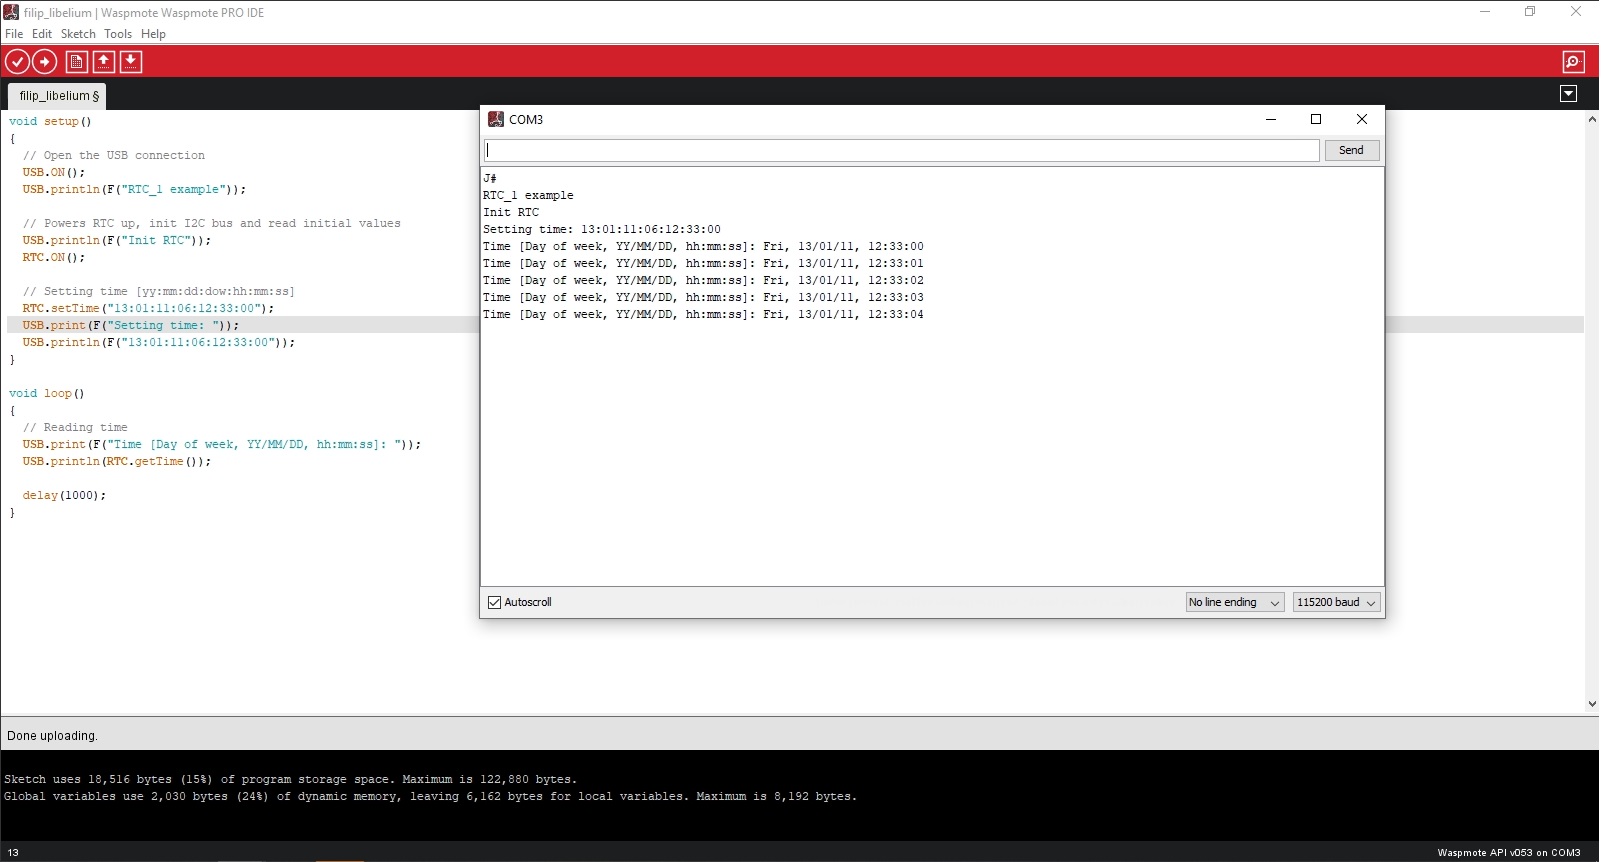 filip_libelium | Waspmote Waspmote PRO IDE
File Edit Sketch Tools Help
filip_libelium §
void setup()
{
  // Open the USB connection
  USB.ON();
  USB.println(F("RTC_1 example"));
  // Powers RTC up, init I2C bus and read initial values
  USB.println(F("Init RTC"));
  RTC.ON();
  // Setting time [yy:mm:dd:dow:hh:mm:ss]
  RTC.setTime("13:01:11:06:12:33:00");
  USB.print(F("Setting time: "));
  USB.println(F("13:01:11:06:12:33:00"));
}
void loop()
{
  // Reading time
  USB.print(F("Time [Day of week, YY/MM/DD, hh:mm:ss]: "));
  USB.println(RTC.getTime());
  delay(1000);
}
COM3
Send
J#
RTC_1 example
Init RTC
Setting time: 13:01:11:06:12:33:00
Time [Day of week, YY/MM/DD, hh:mm:ss]: Fri, 13/01/11, 12:33:00
Time [Day of week, YY/MM/DD, hh:mm:ss]: Fri, 13/01/11, 12:33:01
Time [Day of week, YY/MM/DD, hh:mm:ss]: Fri, 13/01/11, 12:33:02
Time [Day of week, YY/MM/DD, hh:mm:ss]: Fri, 13/01/11, 12:33:03
Time [Day of week, YY/MM/DD, hh:mm:ss]: Fri, 13/01/11, 12:33:04
Autoscroll
No line ending
115200 baud
Done uploading.
Sketch uses 18,516 bytes (15%) of program storage space. Maximum is 122,880 bytes.
Global variables use 2,030 bytes (24%) of dynamic memory, leaving 6,162 bytes for local variables. Maximum is 8,192 bytes.
13
Waspmote API v053 on COM3